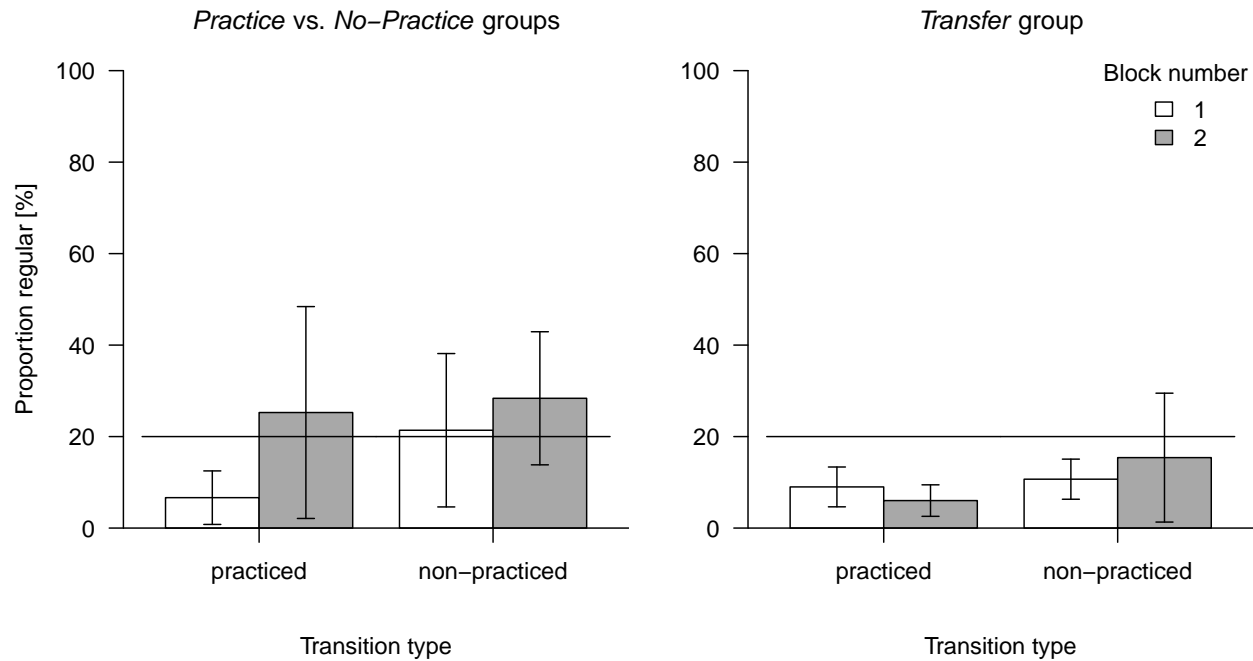 Practice vs. No−Practice groups
Proportion regular [%]
100
80
60
40
20
0
practiced non−practiced
Transition type
Transfer group
Block number
1
2
100
80
60
40
20
0
practiced non−practiced
Transition type